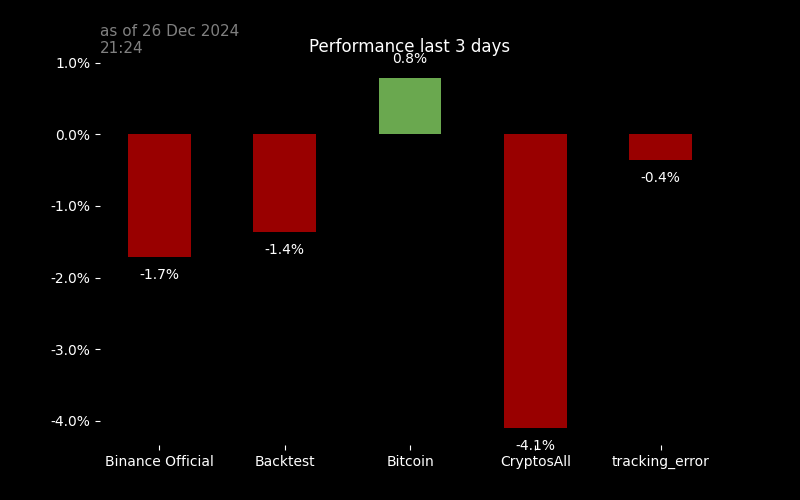 as of 26 Dec 2024
21:24
Performance last 3 days
1.0%
0.0%
-1.0%
-2.0%
-3.0%
-4.0%
-1.7%
-1.4%
0.8%
-4.1%
-0.4%
Binance Official
Backtest
Bitcoin
CryptosAll
tracking_error